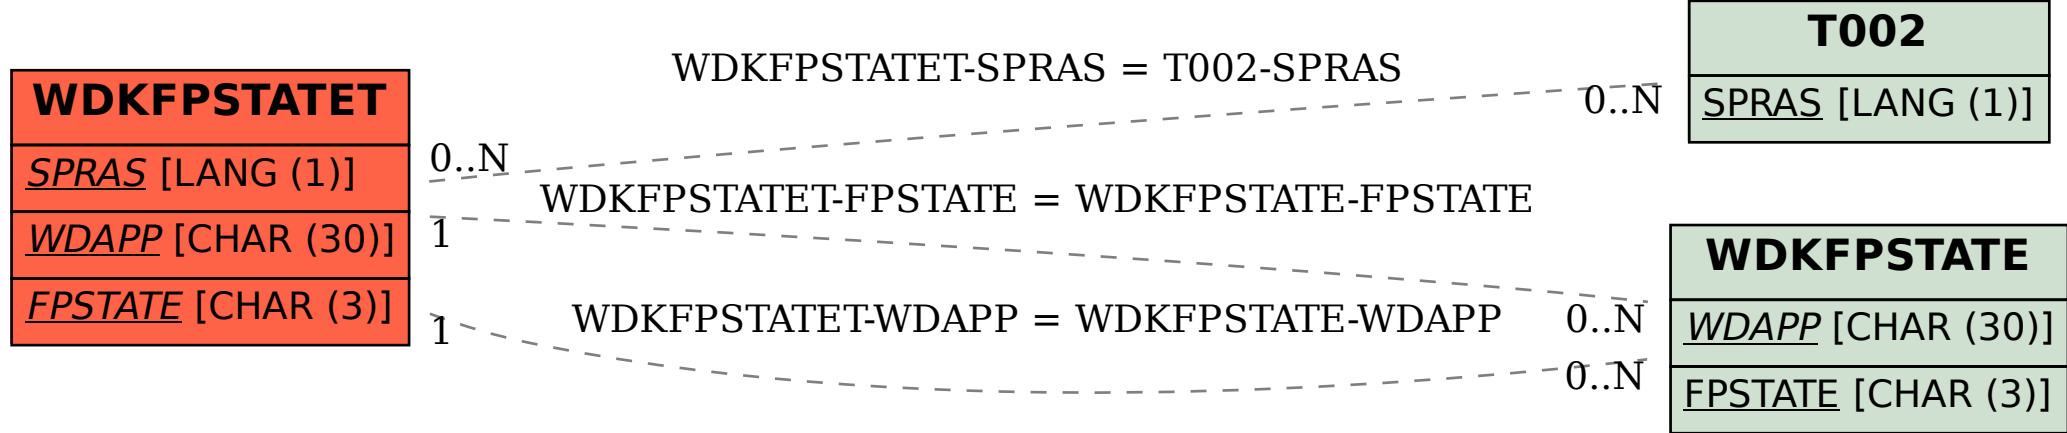 WDKFPSTATET
SPRAS [LANG (1)]
WDAPP [CHAR (30)]
FPSTATE [CHAR (3)]
WDKFPSTATET-SPRAS = T002-SPRAS
0..N
0..N
WDKFPSTATET-FPSTATE = WDKFPSTATE-FPSTATE
1
0..N
WDKFPSTATET-WDAPP = WDKFPSTATE-WDAPP
1
0..N
T002
SPRAS [LANG (1)]
WDKFPSTATE
WDAPP [CHAR (30)]
FPSTATE [CHAR (3)]